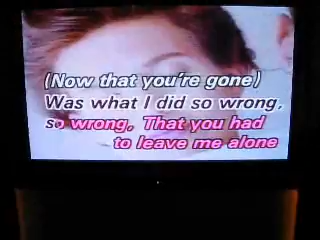 (Now that you're gone)
Was what I did so wrong,
so wrong, That you had
to leave me alone